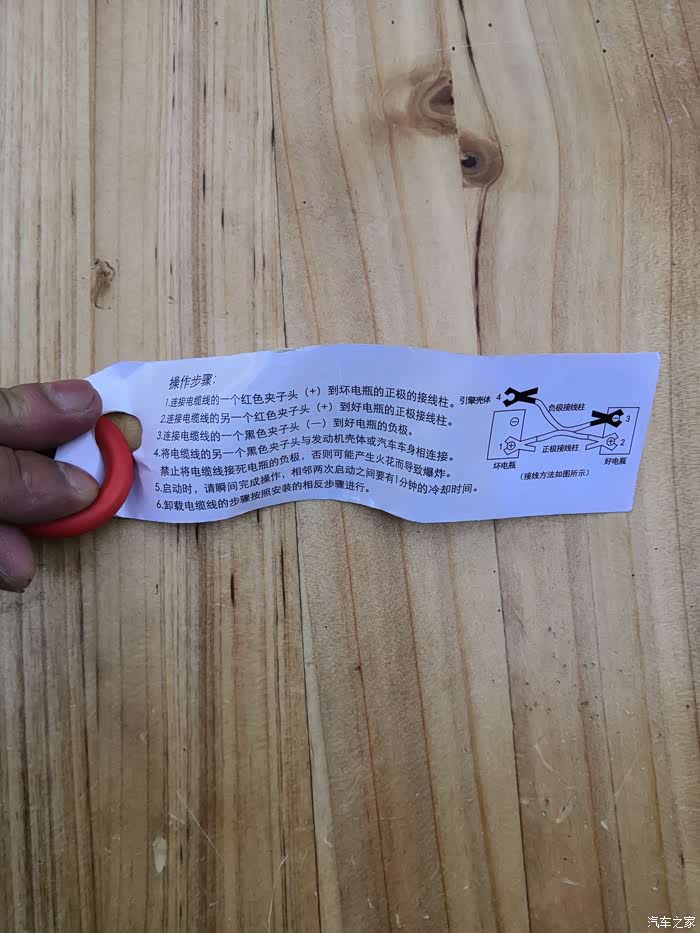 操作步骤：
1.连接电缆线的一个红色夹子头（+）到坏电瓶的正极的接线柱。
2.连接电缆线的另一个红色夹子头（+）到好电瓶的正极接线柱。
3.连接电缆线的一个黑色夹子头（—）到好电瓶的负极。
4.将电缆线的另一个黑色夹子头与发动机壳体或汽车车身相连接。
禁止将电缆线接死电瓶的负极，否则可能产生火花而导致爆炸。
5.启动时，请瞬间完成操作，相邻两次启动之间要有1分钟的冷却时间。
6.卸载电缆线的步骤按照安装的相反步骤进行。
引擎壳体 4
负极接线柱
3
1
正极接线柱
2
坏电瓶
好电瓶
（接线方法如图所示）
汽车之家